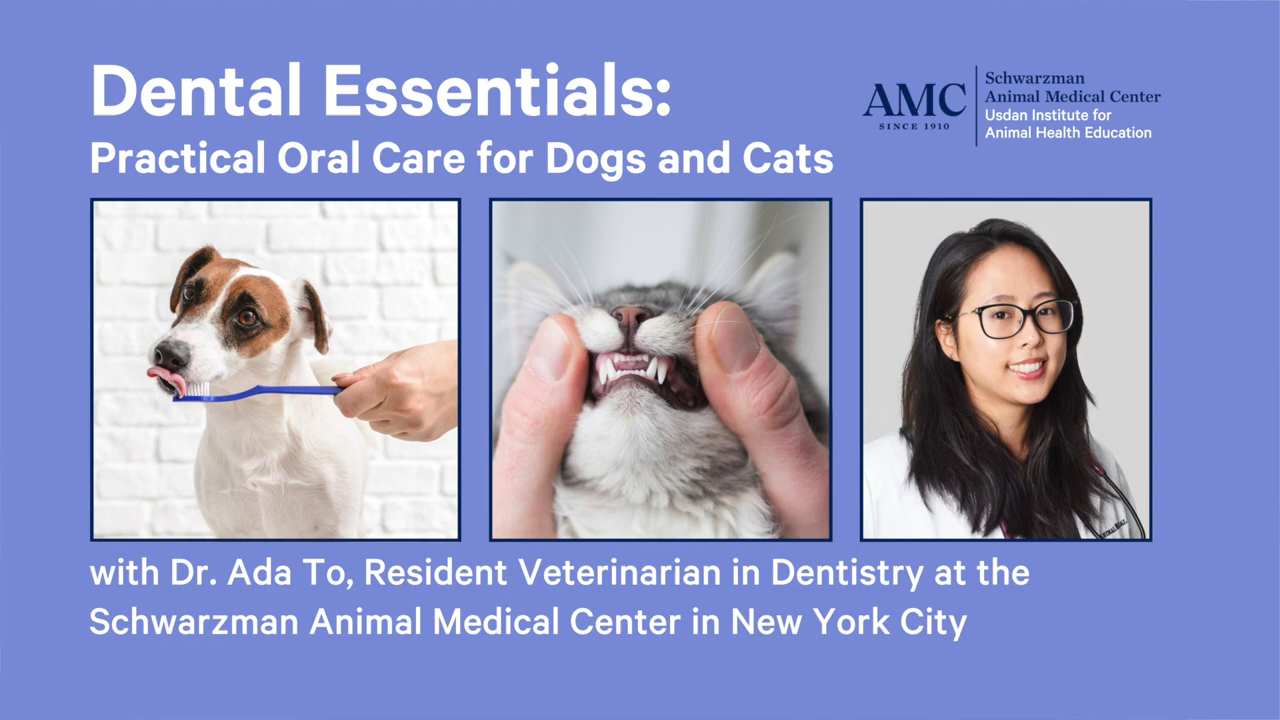 Dental Essentials:
Practical Oral Care for Dogs and Cats
AMC
SINCE 1910
Schwarzman
Animal Medical Center
Usdan Institute for
Animal Health Education
with Dr. Ada To, Resident Veterinarian in Dentistry at the
Schwarzman Animal Medical Center in New York City